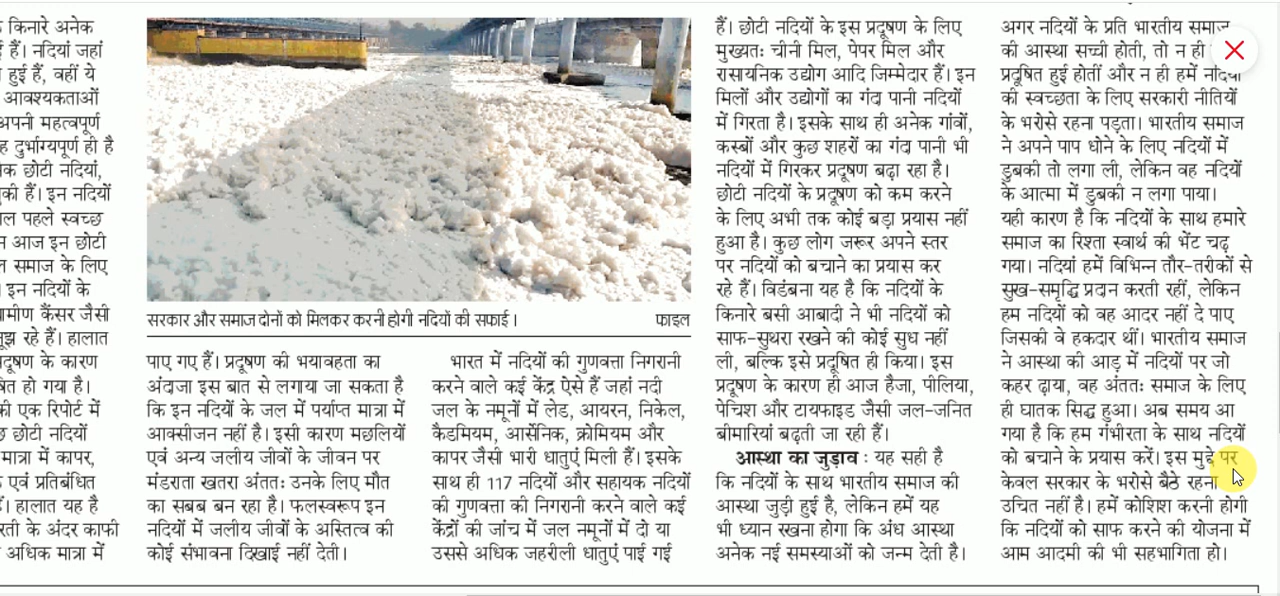 किनारे अनेक
हैं। नदियां जहां
हुई हैं, वहीं ये
आवश्यकताओं
अपनी महत्वपूर्ण
दुर्भाग्यपूर्ण ही है
छोटी नदियां,
हैं। इन नदियों
पहले स्वच्छ
आज इन छोटी
समाज के लिए
इन नदियों के
कैंसर जैसी
रहे हैं। हालात
के कारण
हो गया है।
की एक रिपोर्ट में
छोटी नदियों
मात्रा में कापर,
एवं प्रतिबंधित
हालात यह है
के अंदर काफी
अधिक मात्रा में
सरकार और समाज दोनों को मिलकर करनी होगी नदियों की सफाई। फाइल
पाए गए हैं। प्रदूषण की भयावहता का
अंदाजा इस बात से लगाया जा सकता है
कि इन नदियों के जल में पर्याप्त मात्रा में
आक्सीजन नहीं है। इसी कारण मछलियों
एवं अन्य जलीय जीवों के जीवन पर
मंडराता खतरा अंततः उनके लिए मौत
का सबब बन रहा है। फलस्वरूप इन
नदियों में जलीय जीवों के अस्तित्व की
कोई संभावना दिखाई नहीं देती।
भारत में नदियों की गुणवत्ता निगरानी
करने वाले कई केंद्र ऐसे हैं जहां नदी
जल के नमूनों में लेड, आयरन, निकेल,
कैडमियम, आर्सेनिक, क्रोमियम और
कापर जैसी भारी धातुएं मिली हैं। इसके
साथ ही 117 नदियों और सहायक नदियों
की गुणवत्ता की निगरानी करने वाले कई
केंद्रों की जांच में जल नमूनों में दो या
उससे अधिक जहरीली धातुएं पाई गई
हैं। छोटी नदियों के इस प्रदूषण के लिए
मुख्यतः चीनी मिल, पेपर मिल और
रासायनिक उद्योग आदि जिम्मेदार हैं। इन
मिलों और उद्योगों का गंदा पानी नदियों
में गिरता है। इसके साथ ही अनेक गांवों,
कस्बों और कुछ शहरों का गंदा पानी भी
नदियों में गिरकर प्रदूषण बढ़ा रहा है।
छोटी नदियों के प्रदूषण को कम करने
के लिए अभी तक कोई बड़ा प्रयास नहीं
हुआ है। कुछ लोग जरूर अपने स्तर
पर नदियों को बचाने का प्रयास कर
रहे हैं। विडंबना यह है कि नदियों के
किनारे बसी आबादी ने भी नदियों को
साफ-सुथरा रखने की कोई सुध नहीं
ली, बल्कि इसे प्रदूषित ही किया। इस
प्रदूषण के कारण ही आज हैजा, पीलिया,
पेचिश और टायफाइड जैसी जल-जनित
बीमारियां बढ़ती जा रही हैं।
आस्था का जुड़ाव : यह सही है
कि नदियों के साथ भारतीय समाज की
आस्था जुड़ी हुई है, लेकिन हमें यह
भी ध्यान रखना होगा कि अंध आस्था
अनेक नई समस्याओं को जन्म देती है।
अगर नदियों के प्रति भारतीय समाज
की आस्था सच्ची होती, तो न ही
प्रदूषित हुई होतीं और न ही हमें नदियों
की स्वच्छता के लिए सरकारी नीतियों
के भरोसे रहना पड़ता। भारतीय समाज
ने अपने पाप धोने के लिए नदियों में
डुबकी तो लगा ली, लेकिन वह नदियों
के आत्मा में डुबकी न लगा पाया।
यही कारण है कि नदियों के साथ हमारे
समाज का रिश्ता स्वार्थ की भेंट चढ़
गया। नदियां हमें विभिन्न तौर-तरीकों से
सुख-समृद्धि प्रदान करती रहीं, लेकिन
हम नदियों को वह आदर नहीं दे पाए
जिसकी वे हकदार थीं। भारतीय समाज
ने आस्था की आड़ में नदियों पर जो
कहर ढ़ाया, वह अंततः समाज के लिए
ही घातक सिद्ध हुआ। अब समय आ
गया है कि हम गंभीरता के साथ नदियों
को बचाने के प्रयास करें। इस मुद्दे पर
केवल सरकार के भरोसे बैठे रहना
उचित नहीं है। हमें कोशिश करनी होगी
कि नदियों को साफ करने की योजना में
आम आदमी की भी सहभागिता हो।